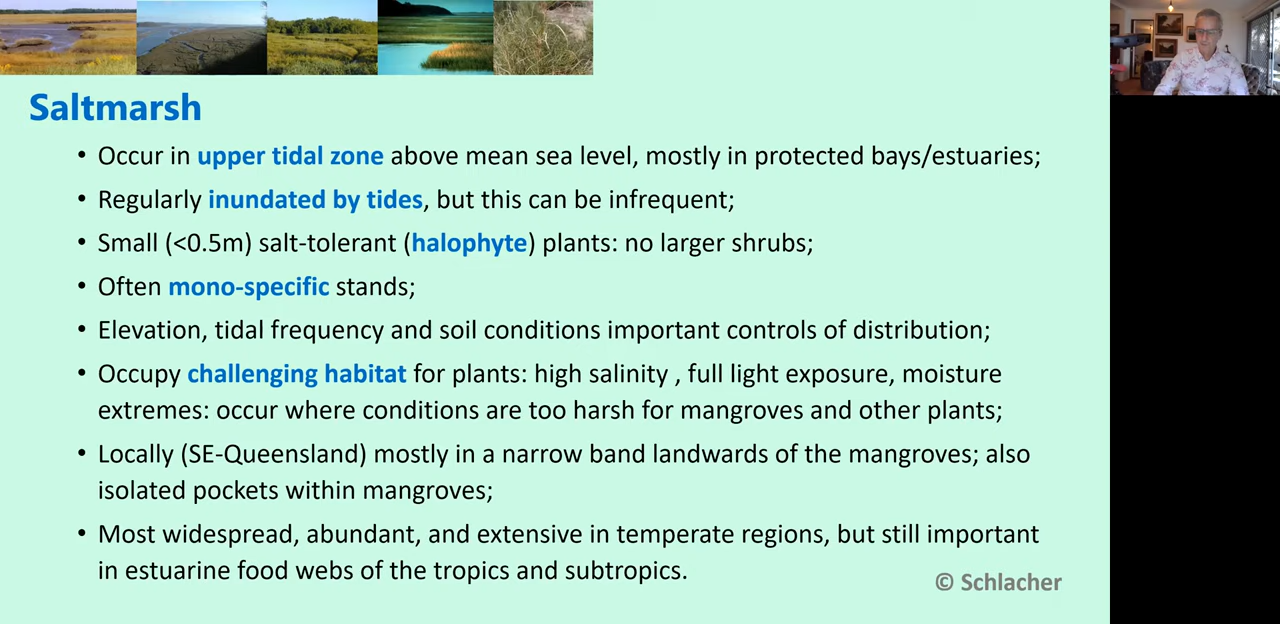 Saltmarsh
• Occur in upper tidal zone above mean sea level, mostly in protected bays/estuaries;
• Regularly inundated by tides, but this can be infrequent;
• Small (<0.5m) salt-tolerant (halophyte) plants: no larger shrubs;
• Often mono-specific stands;
• Elevation, tidal frequency and soil conditions important controls of distribution;
• Occupy challenging habitat for plants: high salinity , full light exposure, moisture
extremes: occur where conditions are too harsh for mangroves and other plants;
• Locally (SE-Queensland) mostly in a narrow band landwards of the mangroves; also
isolated pockets within mangroves;
• Most widespread, abundant, and extensive in temperate regions, but still important
in estuarine food webs of the tropics and subtropics.
© Schlacher